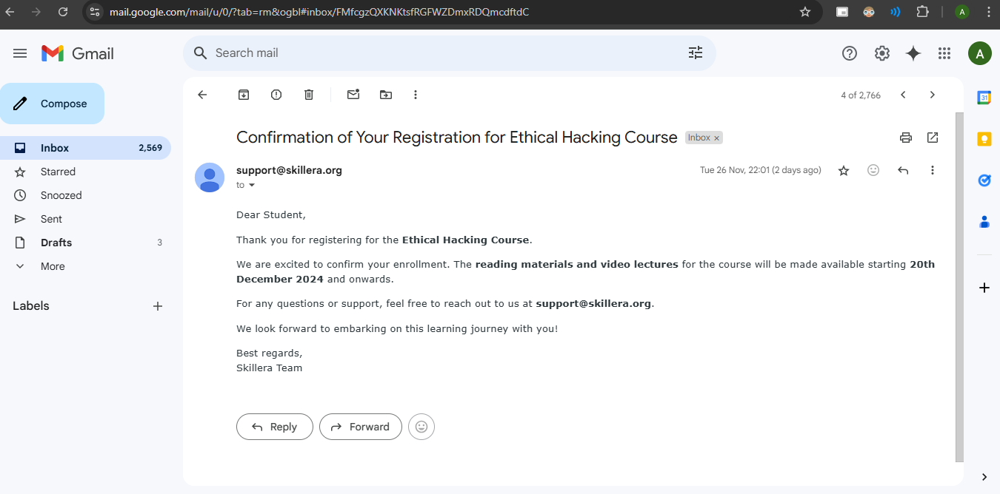 mail.google.com/mail/u/0/?tab=rm&ogbl#inbox/FMfcgzQXKNKtsfRGFWZDmxRDQmcdftdC
A
Gmail
Search mail
A
Compose
4 of 2,766
31
Inbox 2,569
Starred
Snoozed
Sent
Drafts 3
More
Labels
Confirmation of Your Registration for Ethical Hacking Course Inbox ×
support@skillera.org Tue 26 Nov, 22:01 (2 days ago)
to
Dear Student,
Thank you for registering for the Ethical Hacking Course.
We are excited to confirm your enrollment. The reading materials and video lectures for the course will be made available starting 20th
December 2024 and onwards.
For any questions or support, feel free to reach out to us at support@skillera.org.
We look forward to embarking on this learning journey with you!
Best regards,
Skillera Team
Reply Forward